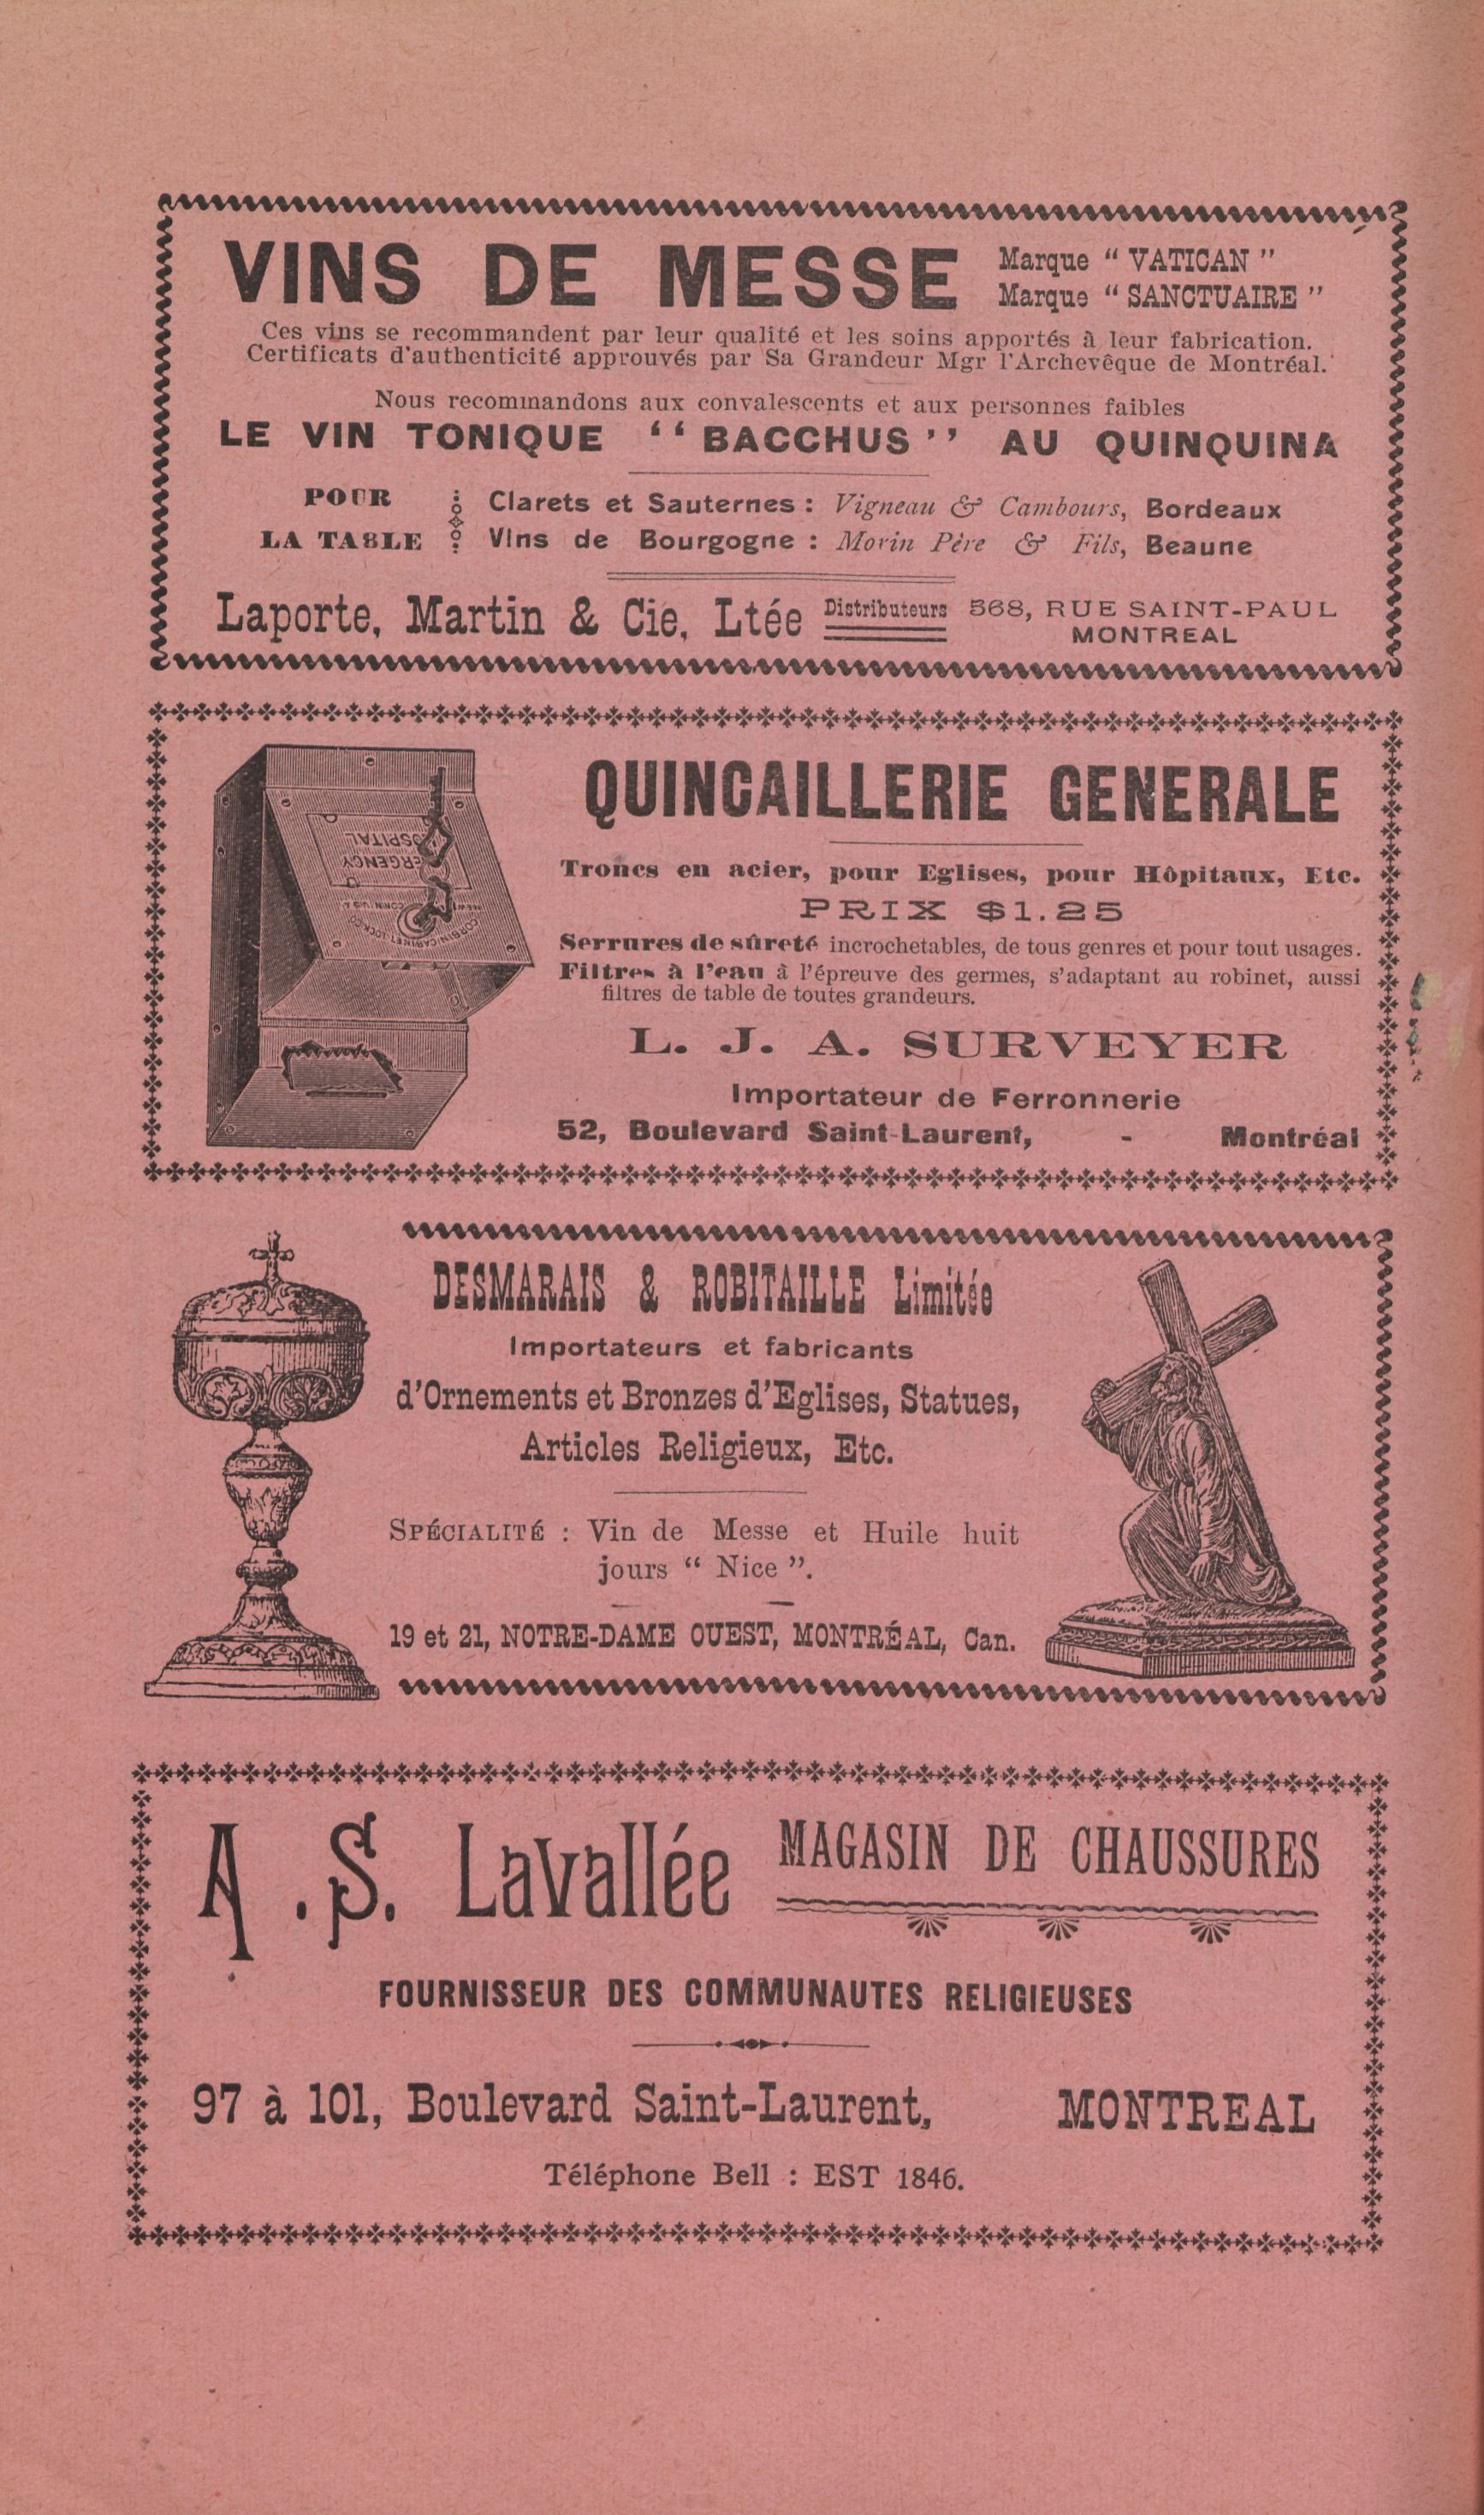 VINS DE MESSE Marque “ VATICAN ”
Marque “ SANCTUAIRE ”
Ces vins se recommandent par leur qualité et les soins apportés à leur fabrication.
Certificats d'authenticité approuvés par Sa Grandeur Mgr l'Archevêque de Montréal.
Nous recommandons aux convalescents et aux personnes faibles
LE VIN TONIQUE “ BACCHUS ” AU QUINQUINA
POUR Clarets et Sauternes : Vigneau & Cambours, Bordeaux
LA TABLE Vins de Bourgogne : Morin Père & Fils, Beaune
Laporte, Martin & Cie, Ltée Distributeurs 568, RUE SAINT-PAUL
MONTREAL
HOSPITAL
EMERGENCY
CONN. U.S.A.
CORBIN CABINET LOCK CO.
QUINCAILLERIE GENERALE
Troncs en acier, pour Eglises, pour Hôpitaux, Etc.
PRIX $1.25
Serrures de sûreté incrochetables, de tous genres et pour tout usages.
Filtres à l'eau à l'épreuve des germes, s'adaptant au robinet, aussi
filtres de table de toutes grandeurs.
L. J. A. SURVEYER
Importateur de Ferronnerie
52, Boulevard Saint-Laurent, - Montréal
DESMARAIS & ROBITAILLE Limitée
Importateurs et fabricants
d'Ornements et Bronzes d'Eglises, Statues,
Articles Religieux, Etc.
SPÉCIALITÉ : Vin de Messe et Huile huit
jours “ Nice ”.
19 et 21, NOTRE-DAME OUEST, MONTRÉAL, Can.
A. S. Lavallée MAGASIN DE CHAUSSURES
FOURNISSEUR DES COMMUNAUTES RELIGIEUSES
97 à 101, Boulevard Saint-Laurent, MONTREAL
Téléphone Bell : EST 1846.